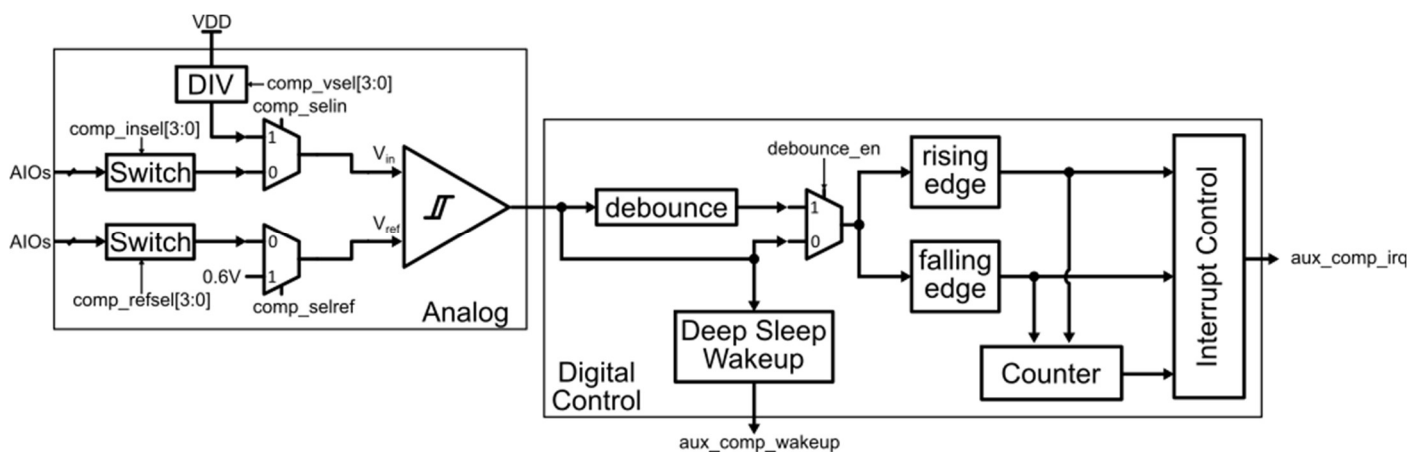 VDD
DIV
comp_vsel[3:0]
comp_selin
comp_insel[3:0]
1
AIOs
Switch
0
Vin
AIOs
Switch
0
Vref
0.6V
1
comp_refsel[3:0]
comp_selref
Analog
debounce_en
debounce
1
0
rising
edge
falling
edge
Interrupt Control
aux_comp_irq
Deep Sleep
Wakeup
Counter
Digital
Control
aux_comp_wakeup